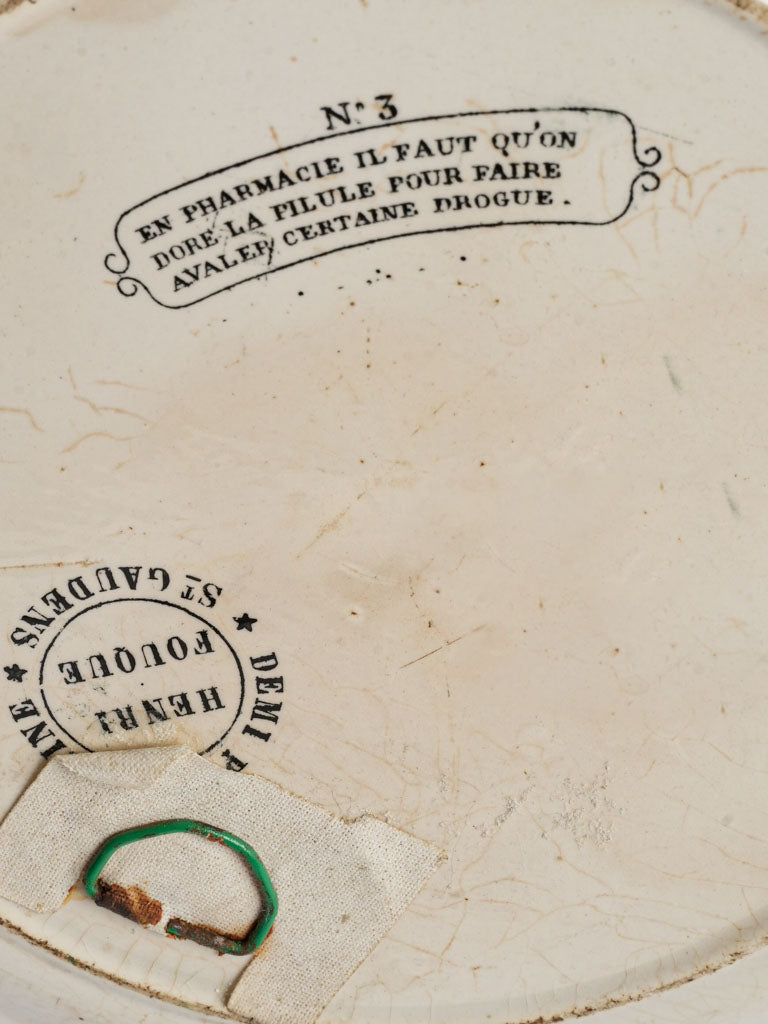 N° 3
EN PHARMACIE IL FAUT QU'ON
DORE LA PILULE POUR FAIRE
AVALER CERTAINE DROGUE.
ST GAUDENS
DEMI
HENRI
FOUQUE